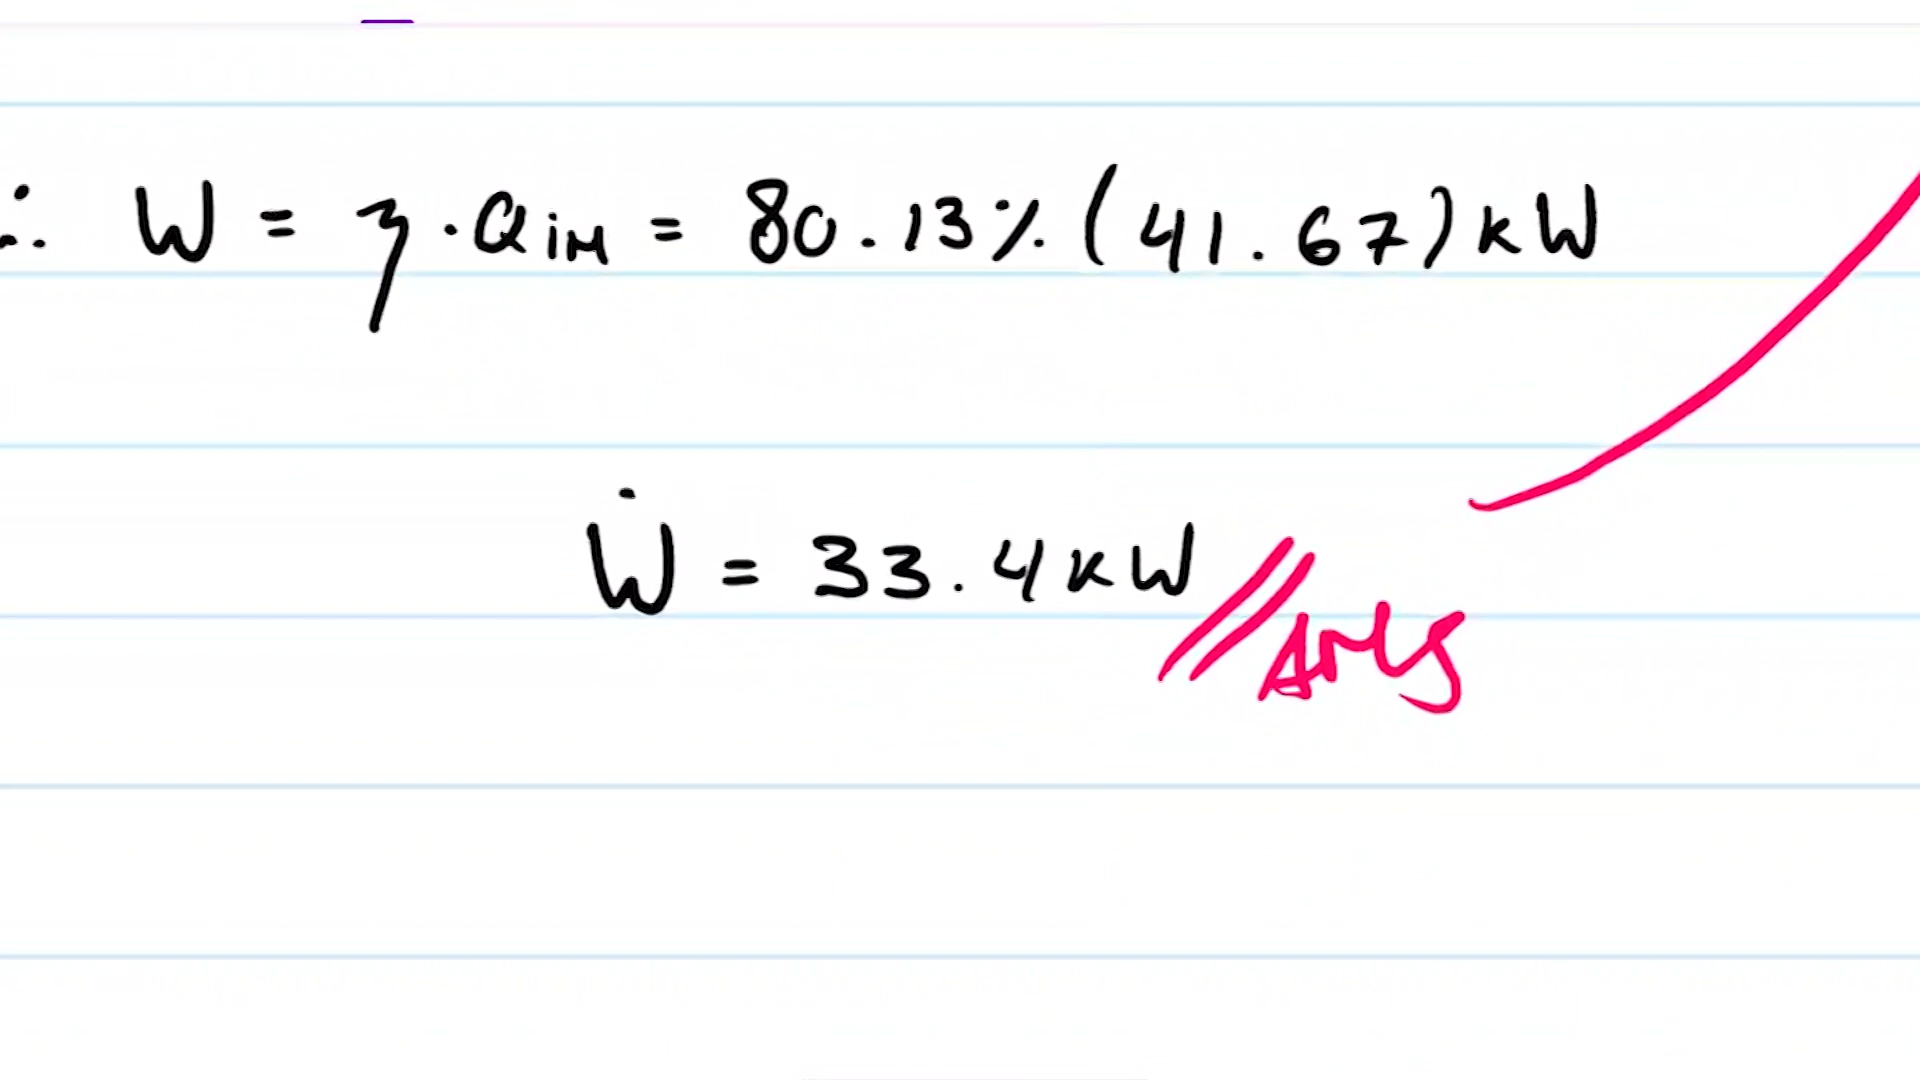 ∴ W = η · Qin = 80.13% (41.67) kW
Ẇ = 33.4 kW // Ans